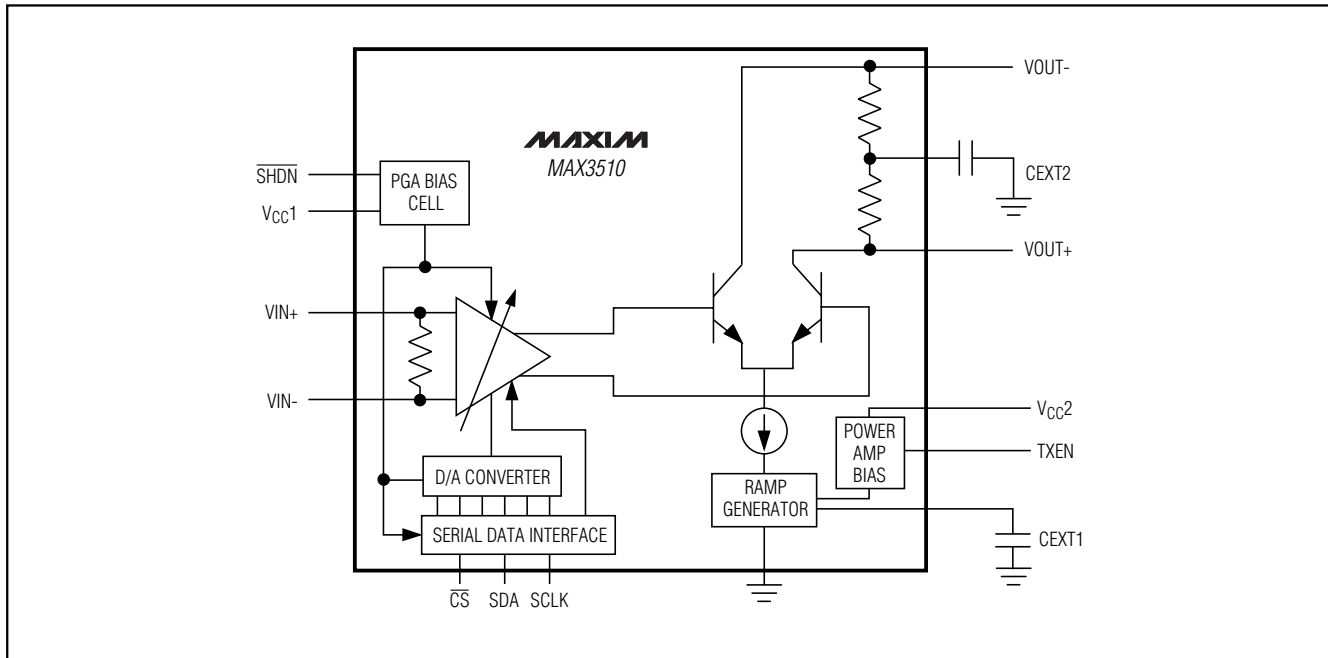 MAXIM
MAX3510
SHDN
VCC1
PGA BIAS
CELL
VIN+
VIN-
D/A CONVERTER
SERIAL DATA INTERFACE
CS
SDA
SCLK
VOUT-
CEXT2
VOUT+
VCC2
TXEN
POWER
AMP
BIAS
RAMP
GENERATOR
CEXT1